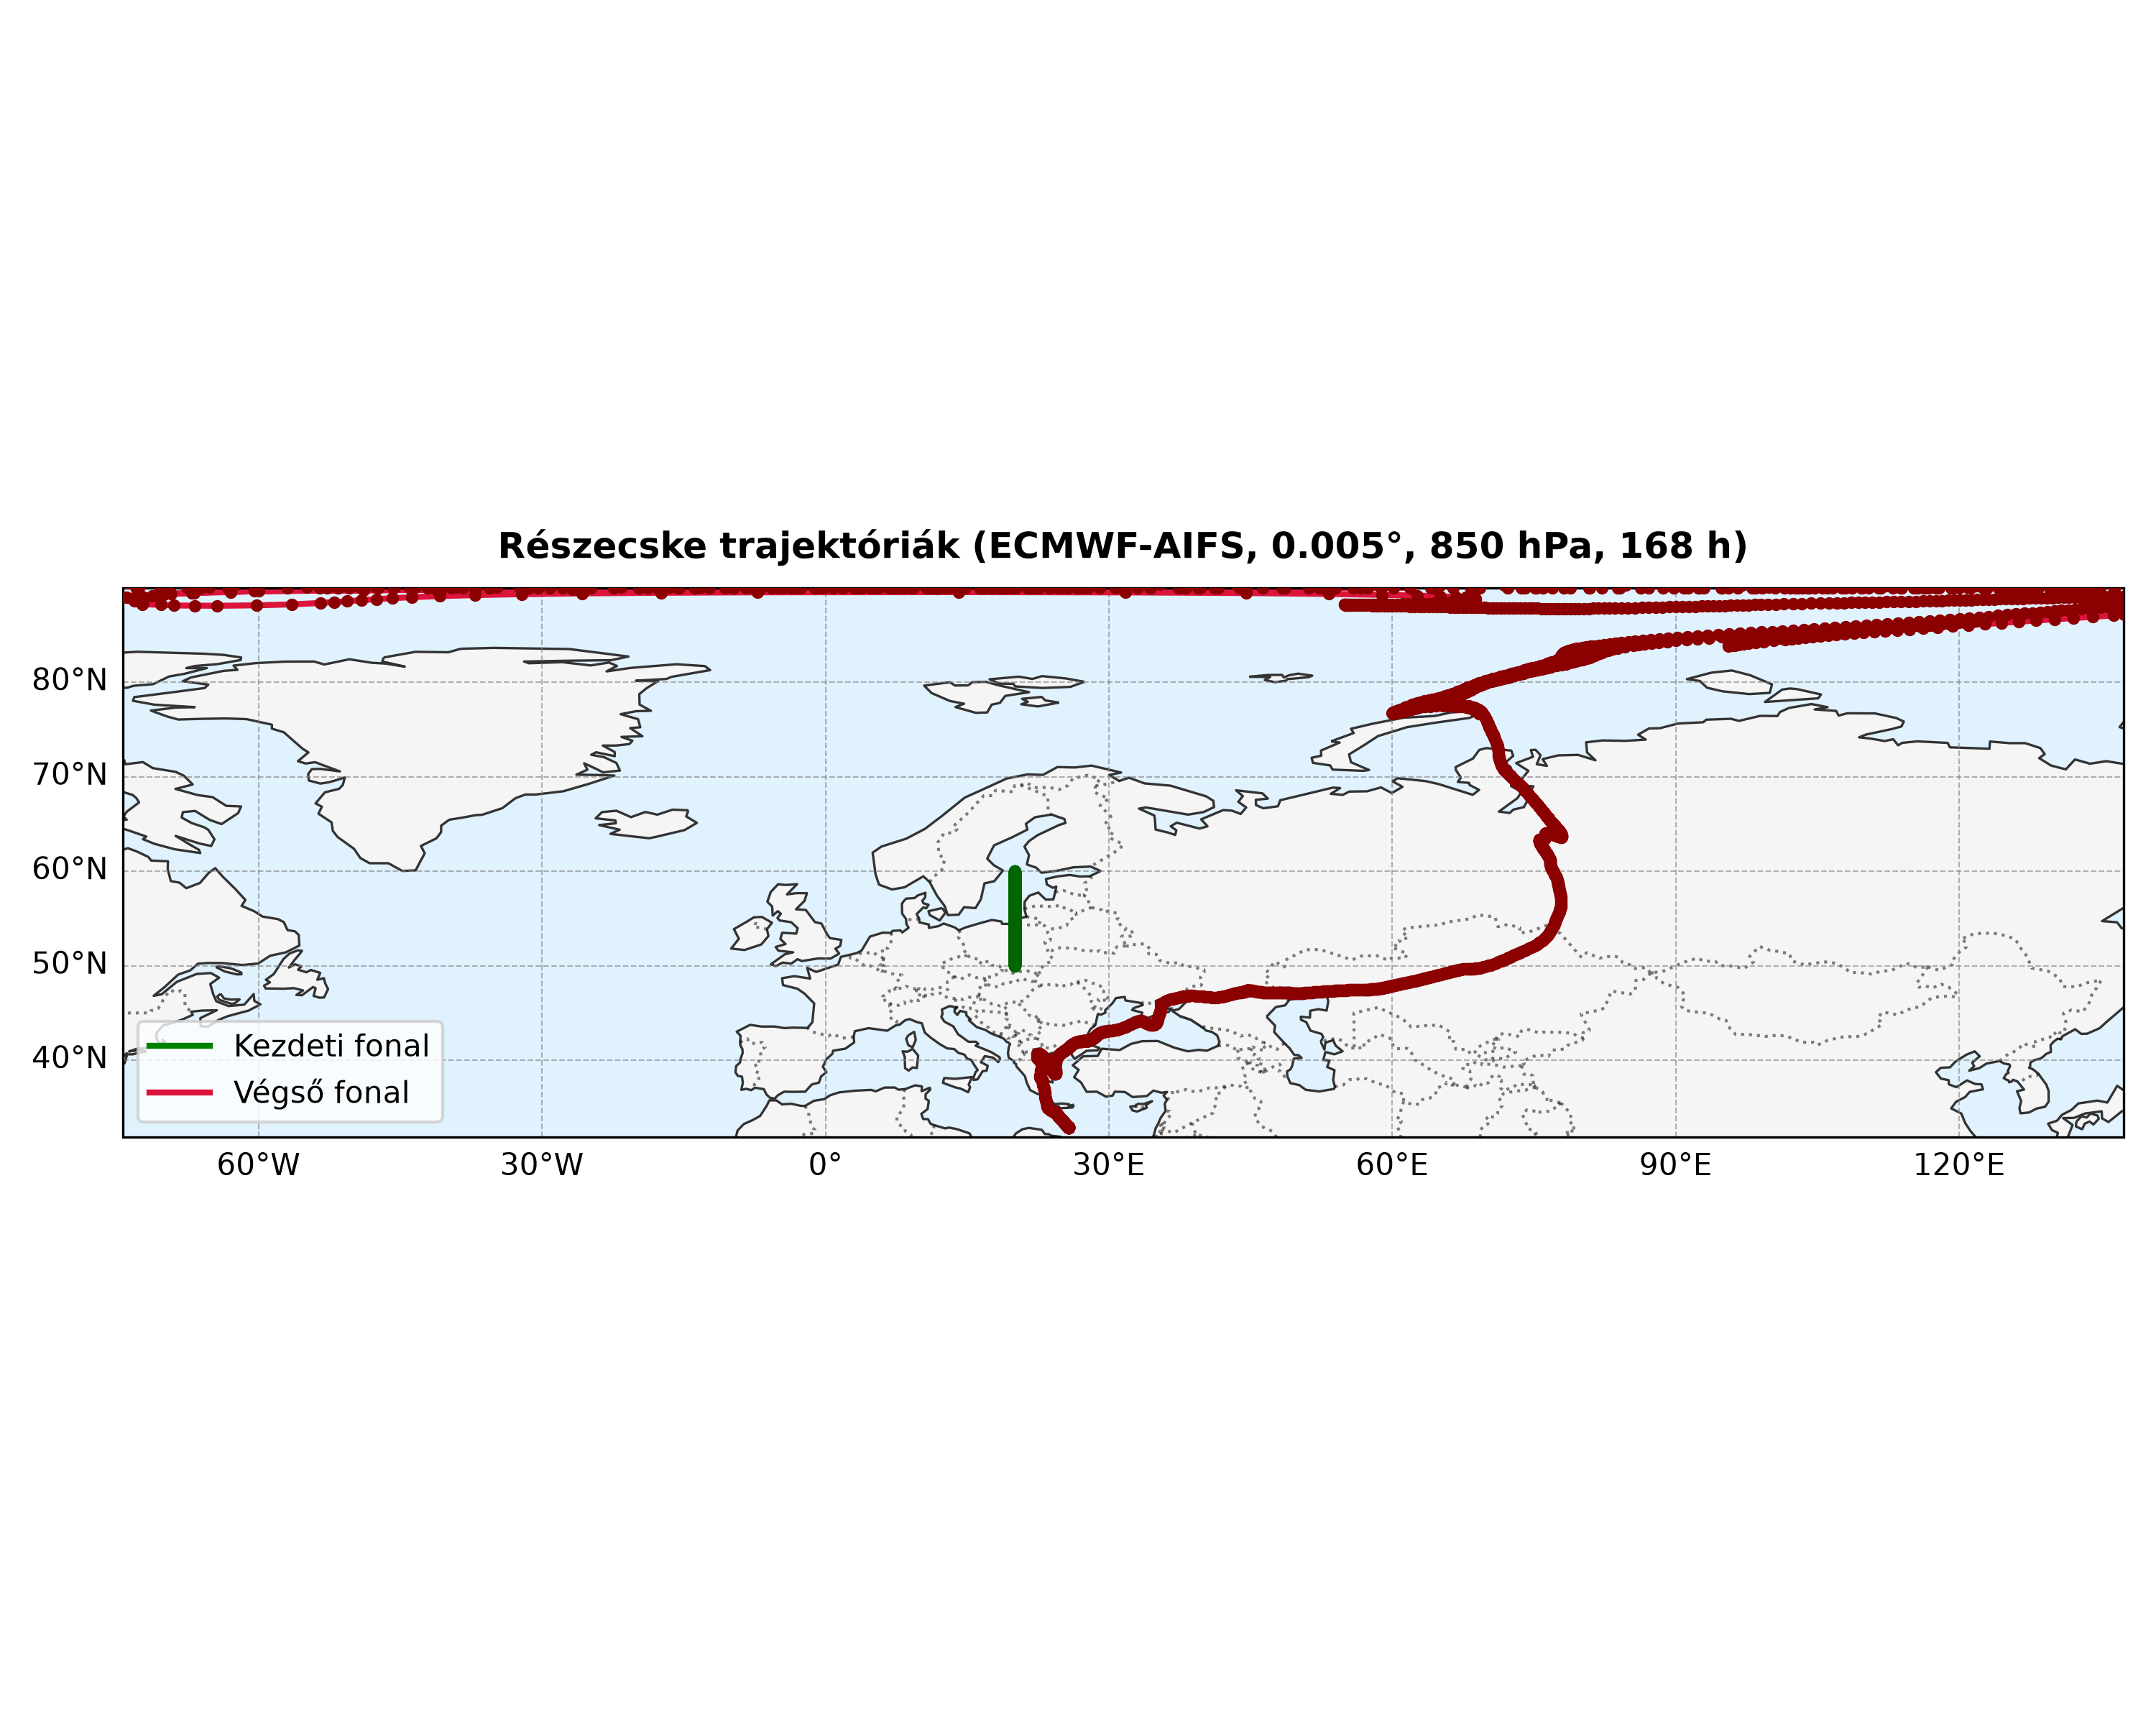 Részecske trajektóriák (ECMWF-AIFS, 0.005°, 850 hPa, 168 h)
80°N
70°N
60°N
50°N
40°N
Kezdeti fonal
Végső fonal
60°W 30°W 0° 30°E 60°E 90°E 120°E